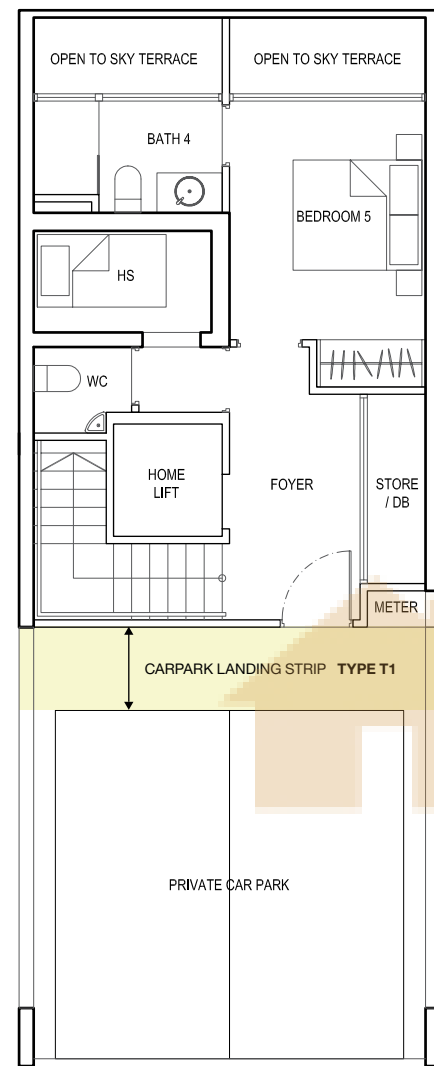 OPEN TO SKY TERRACE
OPEN TO SKY TERRACE
BATH 4
BEDROOM 5
HS
WC
HOME
LIFT
FOYER
STORE
/ DB
METER
CARPARK LANDING STRIP TYPE T1
PRIVATE CAR PARK